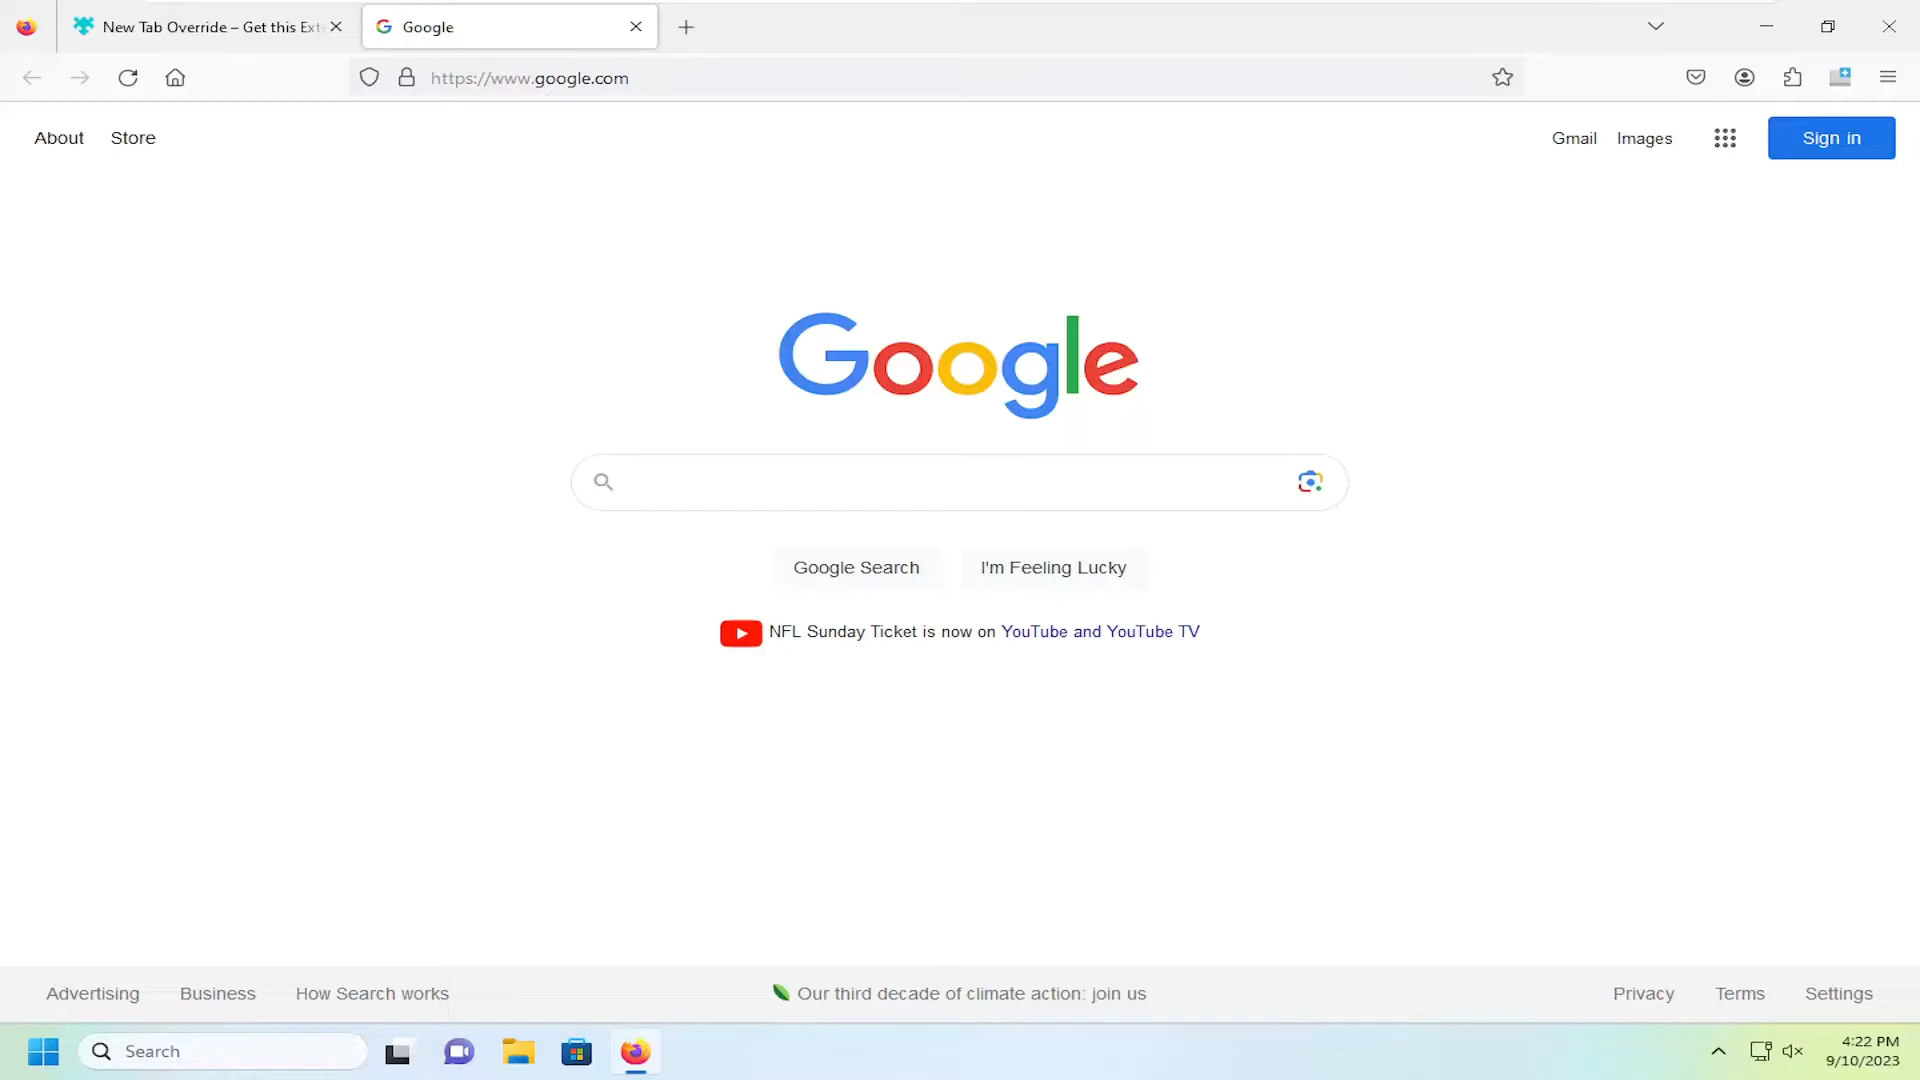 New Tab Override – Get this Ext
Google
https://www.google.com
About
Store
Gmail
Images
Sign in
Google
Google Search
I'm Feeling Lucky
NFL Sunday Ticket is now on YouTube and YouTube TV
Advertising
Business
How Search works
Our third decade of climate action: join us
Privacy
Terms
Settings
Search
4:22 PM
9/10/2023